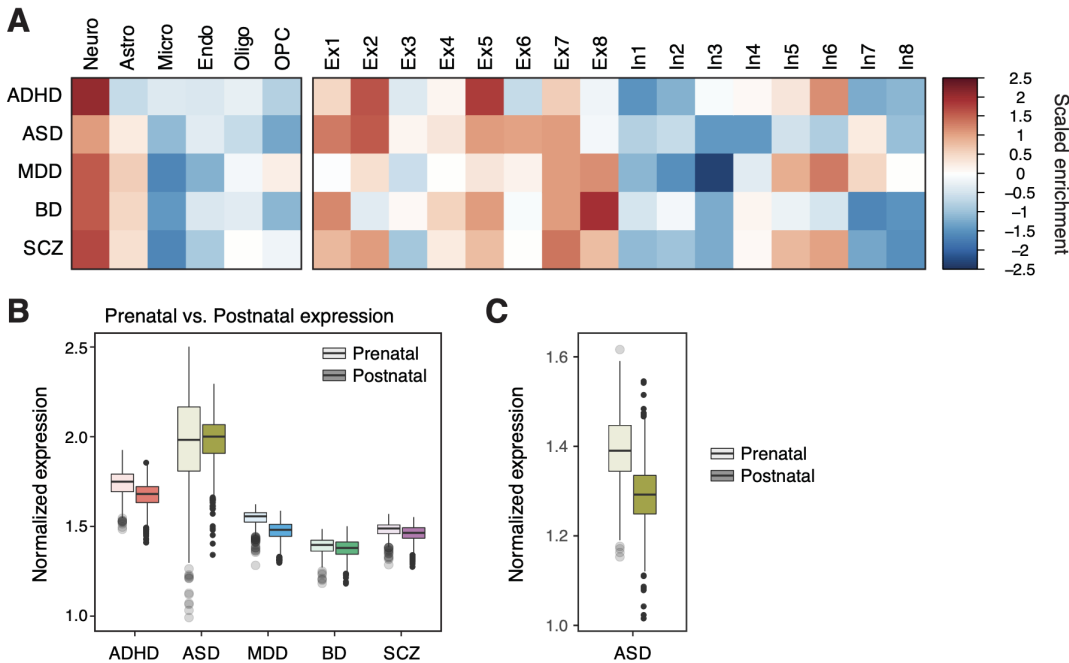 A
Neuro Astro Micro Endo Oligo OPC Ex1 Ex2 Ex3 Ex4 Ex5 Ex6 Ex7 Ex8 In1 In2 In3 In4 In5 In6 In7 In8
ADHD
ASD
MDD
BD
SCZ
2.5
2
1.5
1
0.5
0
−0.5
−1
−1.5
−2
−2.5
Scaled enrichment
B
Prenatal vs. Postnatal expression
Normalized expression
2.5
2.0
1.5
1.0
Prenatal
Postnatal
ADHD ASD MDD BD SCZ
C
Normalized expression
1.6
1.4
1.2
1.0
ASD
Prenatal
Postnatal